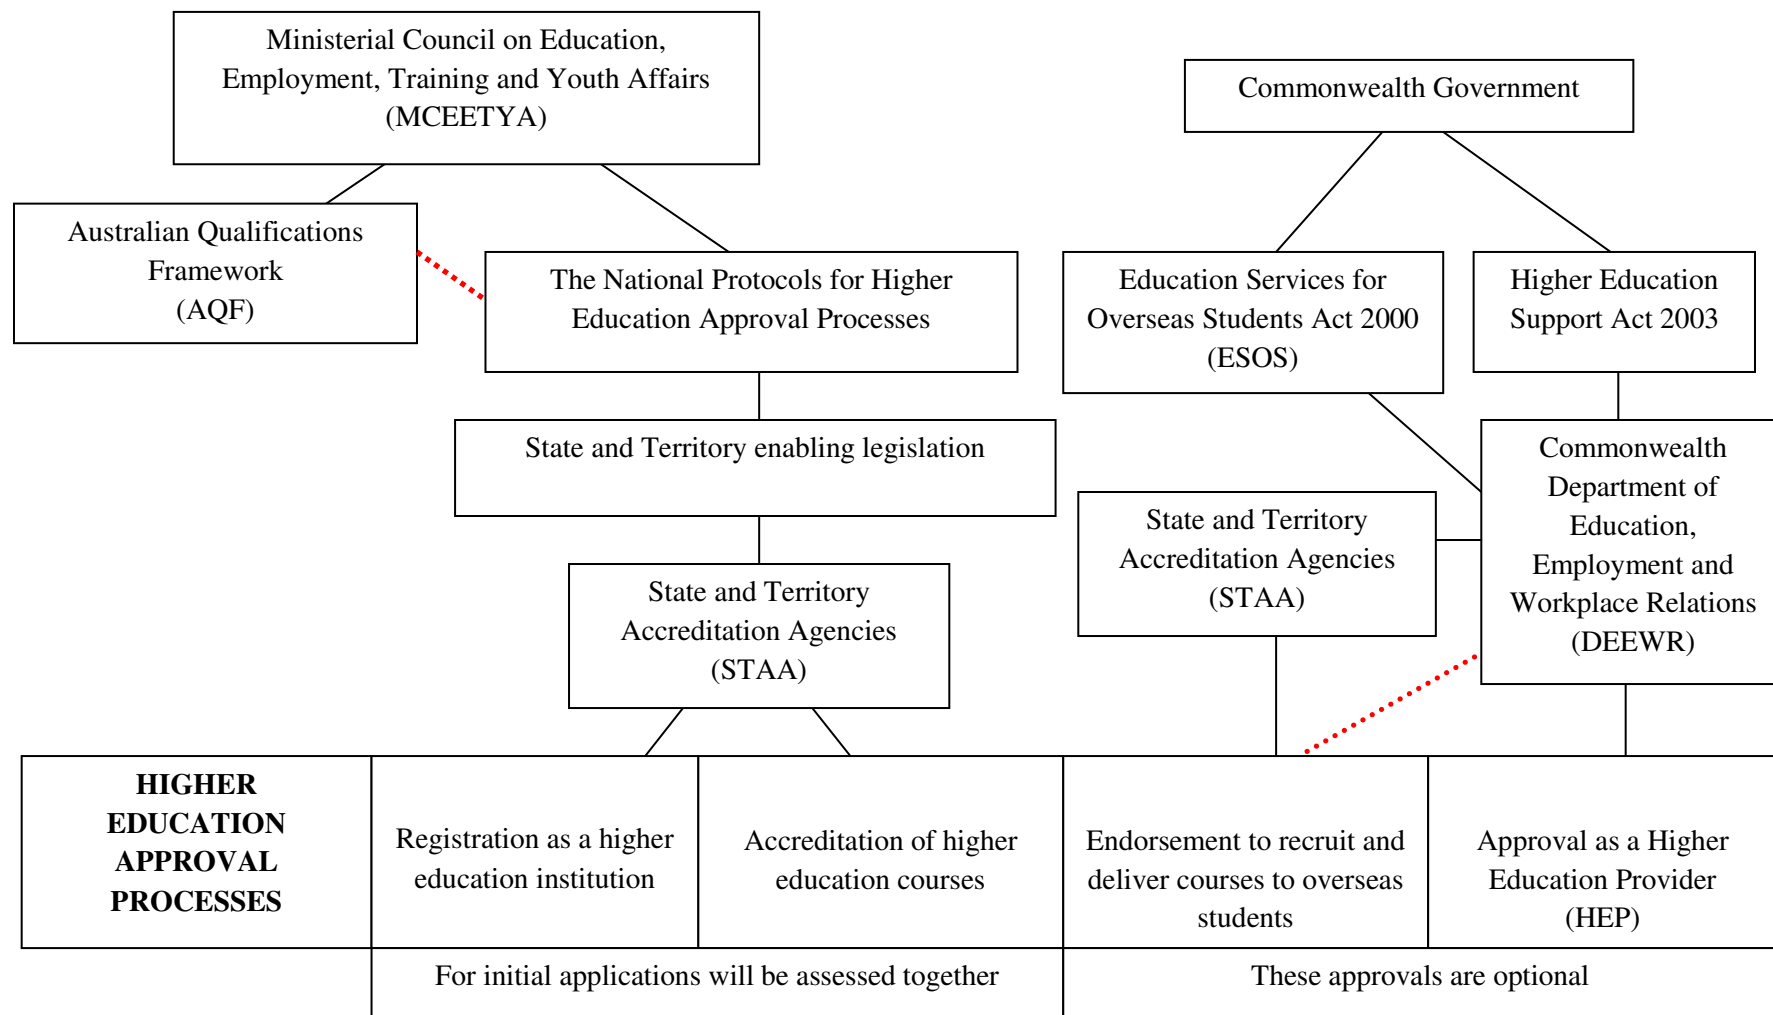 Ministerial Council on Education,
Employment, Training and Youth Affairs
(MCEETYA)
Commonwealth Government
Australian Qualifications
Framework
(AQF)
The National Protocols for Higher
Education Approval Processes
Education Services for
Overseas Students Act 2000
(ESOS)
Higher Education
Support Act 2003
State and Territory enabling legislation
Commonwealth
Department of
Education,
Employment and
Workplace Relations
(DEEWR)
State and Territory
Accreditation Agencies
(STAA)
State and Territory
Accreditation Agencies
(STAA)
HIGHER
EDUCATION
APPROVAL
PROCESSES
Registration as a higher
education institution
Accreditation of higher
education courses
Endorsement to recruit and
deliver courses to overseas
students
Approval as a Higher
Education Provider
(HEP)
For initial applications will be assessed together
These approvals are optional